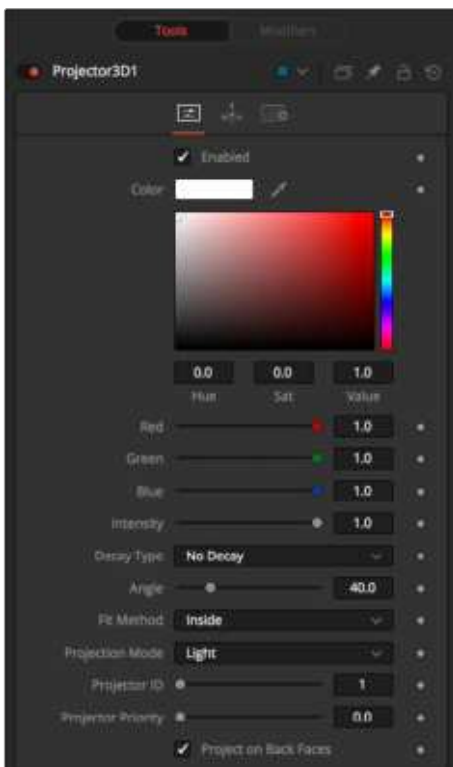 Tools Modifiers
Projector3D1
Enabled
Color
0.0 0.0 1.0
Hue Sat Value
Red 1.0
Green 1.0
Blue 1.0
Intensity 1.0
Decay Type No Decay
Angle 40.0
Fit Method Inside
Projection Mode Light
Projector ID 1
Projector Priority 0.0
Project on Back Faces